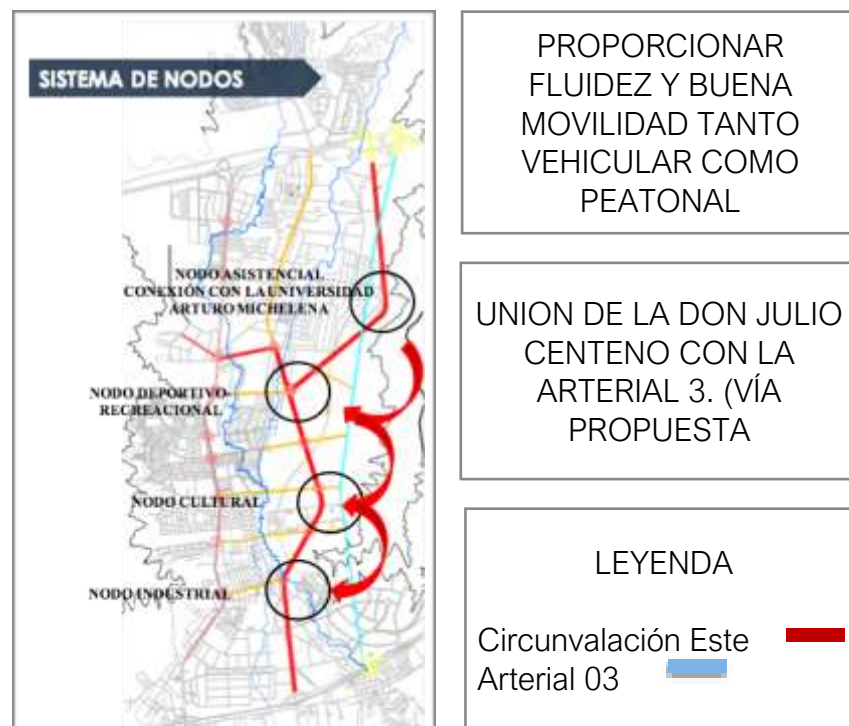 SISTEMA DE NODOS
NODO ASISTENCIAL
CONEXIÓN CON LA UNIVERSIDAD
ARTURO MICHELENA
NODO DEPORTIVO-
RECREACIONAL
NODO CULTURAL
NODO INDUSTRIAL
PROPORCIONAR
FLUIDEZ Y BUENA
MOVILIDAD TANTO
VEHICULAR COMO
PEATONAL
UNION DE LA DON JULIO
CENTENO CON LA
ARTERIAL 3. (VÍA
PROPUESTA
LEYENDA
Circunvalación Este
Arterial 03